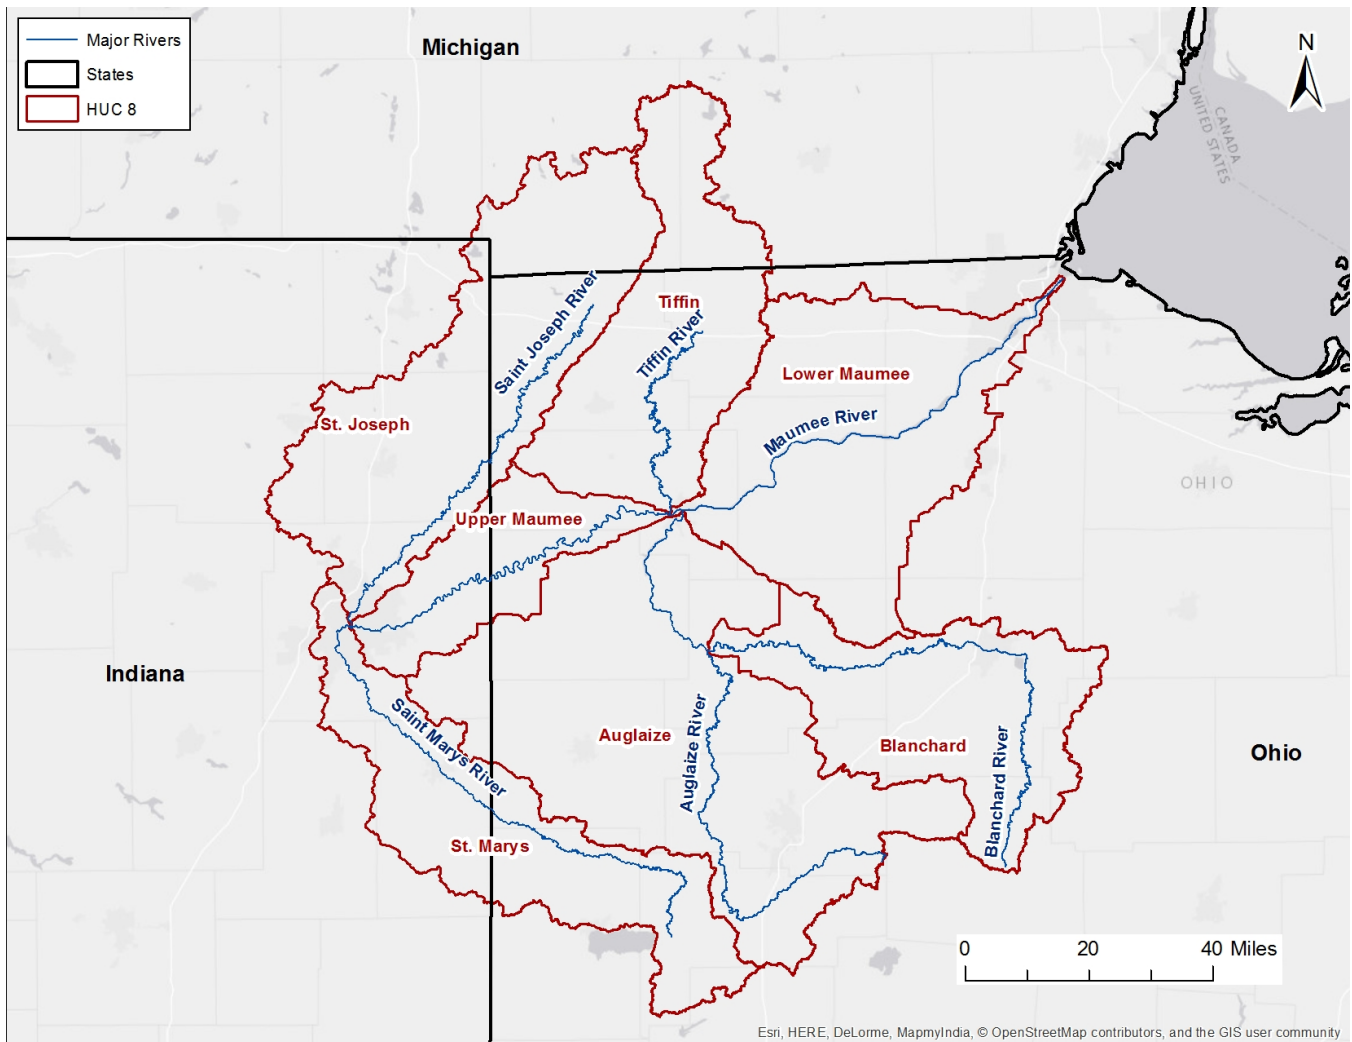 Major Rivers
States
HUC 8
Michigan
N
CANADA
UNITED STATES
Saint Joseph River
Tiffin
Tiffin River
Lower Maumee
Maumee River
St. Joseph
OHIO
Upper Maumee
Indiana
Saint Marys River
Auglaize
Auglaize River
Blanchard
Blanchard River
Ohio
St. Marys
0 20 40 Miles
Esri, HERE, DeLorme, MapmyIndia, © OpenStreetMap contributors, and the GIS user community